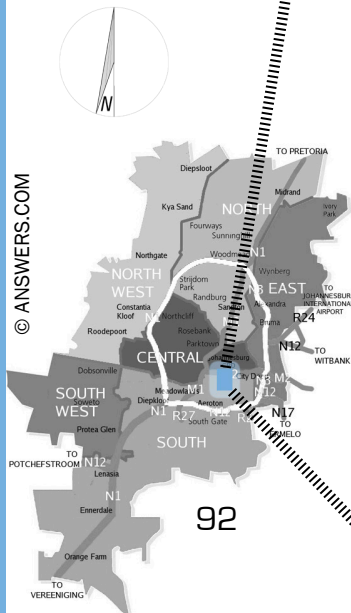 N
TO PRETORIA
Diepsloot
Midrand
Ivory
Park
Kya Sand
NORTH
Fourways
Sunninghill
© ANSWERS.COM
Woodmead
N1
Northgate
Wynberg
NORTH
WEST
Strijdom
Park
N3
EAST
TO
JOHANNESBURG
INTERNATIONAL
AIRPORT
Randburg
Sandton
Alexandra
Constantia
Kloof
Northcliff
R24
Bruma
Roodepoort
Rosebank
Parktown
N12
CENTRAL
Johannesburg
TO
WITBANK
Dobsonville
City Deep
N3
M2
Meadowlands
M1
N12
SOUTH
WEST
Soweto
Diepkloof
Aeroton
N1
R27
N12
N17
South Gate
TO
ERMELO
Protea Glen
SOUTH
TO
POTCHEFSTROOM
N12
Lenasia
N1
92
Ennerdale
Orange Farm
TO
VEREENIGING